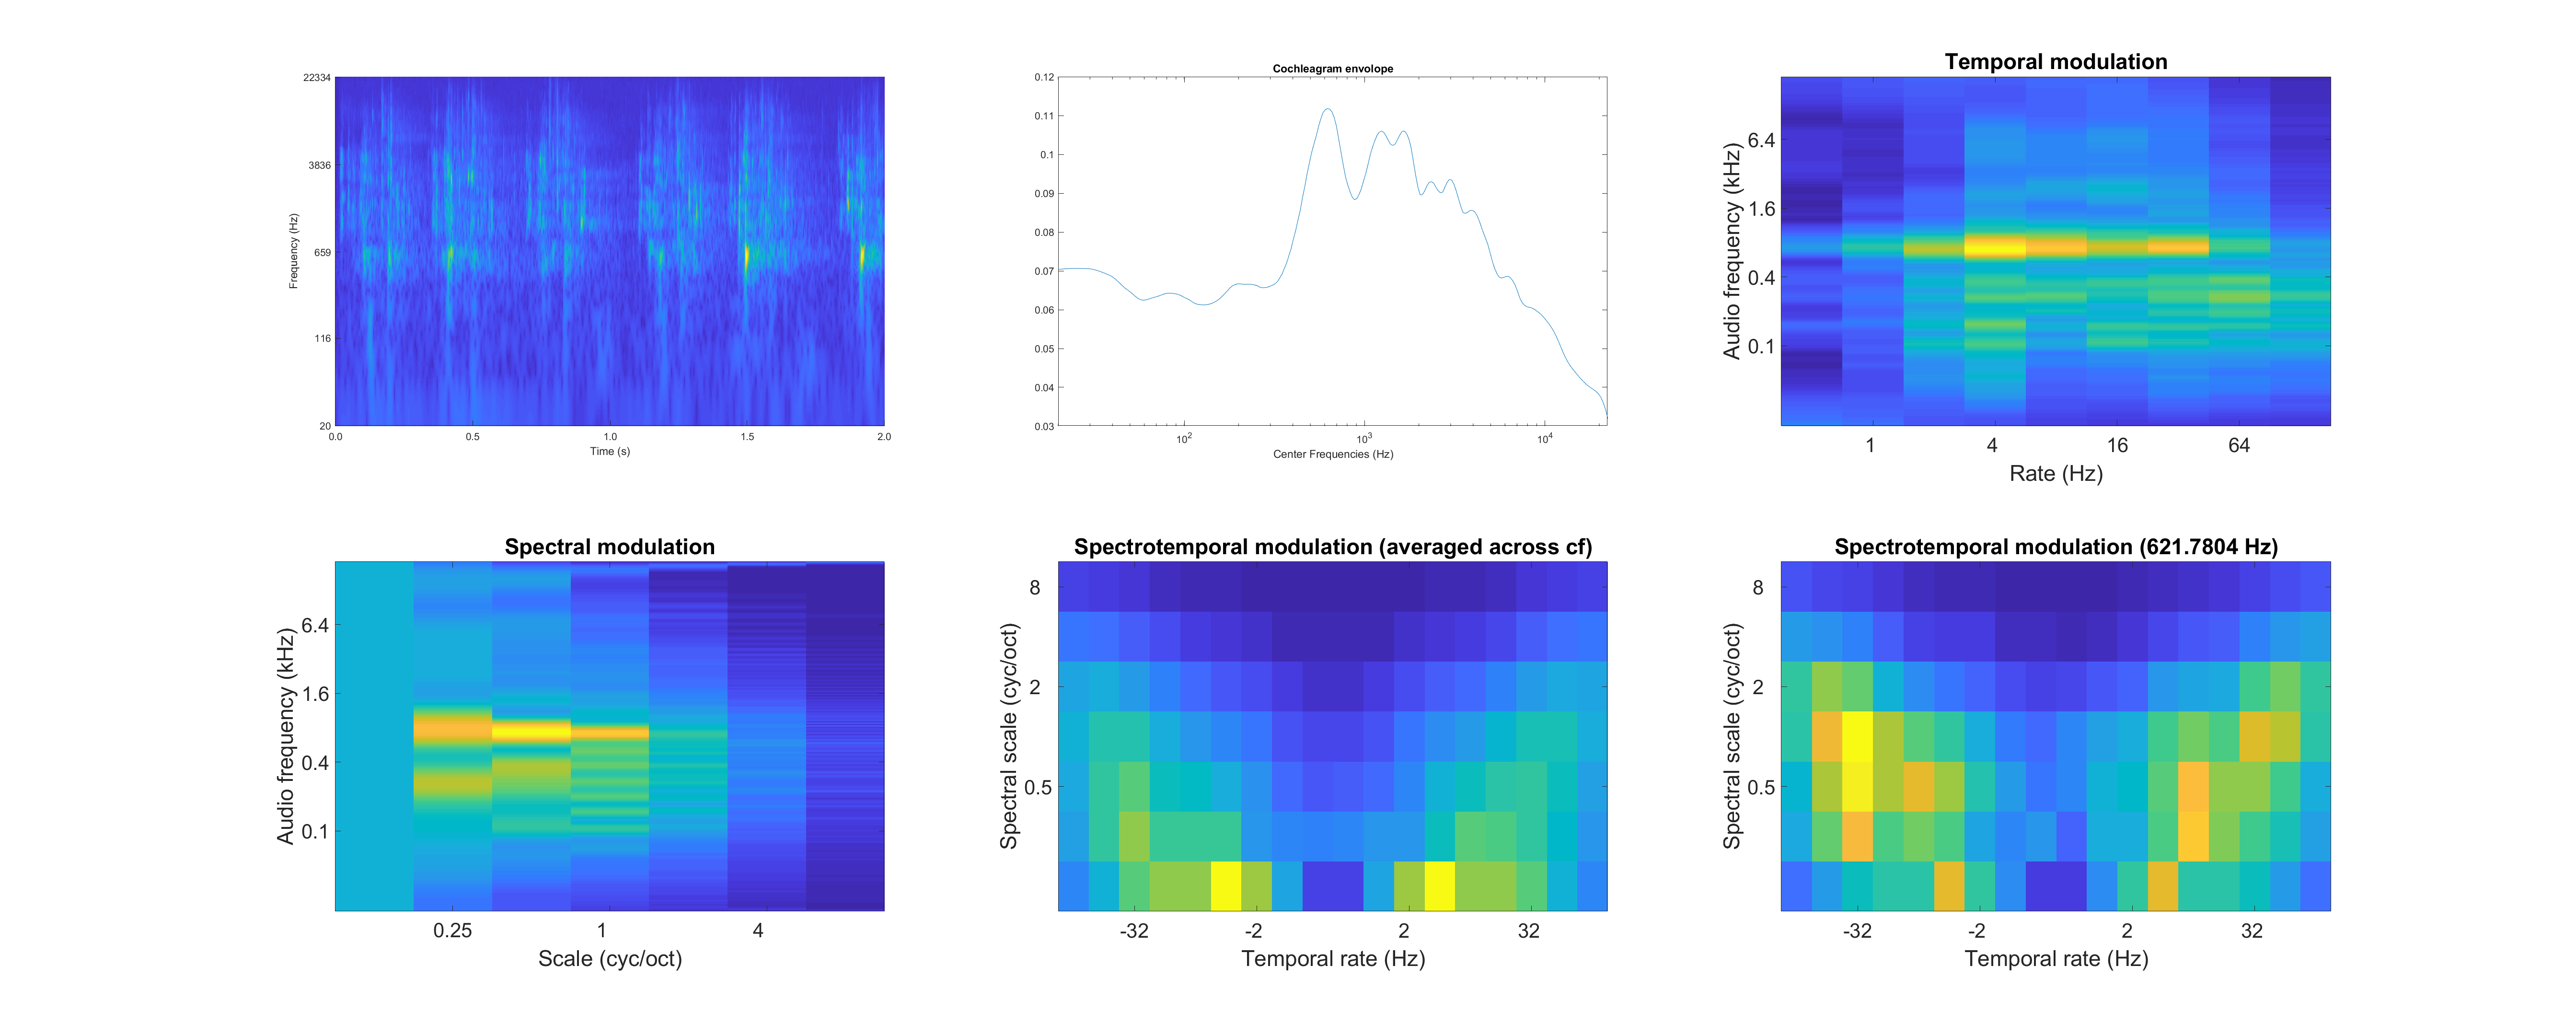 22334
3836
659
116
20
Frequency (Hz)
0.0 0.5 1.0 1.5 2.0
Time (s)
Cochleagram envolope
0.12
0.11
0.1
0.09
0.08
0.07
0.06
0.05
0.04
0.03
10^2 10^3 10^4
Center Frequencies (Hz)
Temporal modulation
6.4
1.6
0.4
0.1
Audio frequency (kHz)
1 4 16 64
Rate (Hz)
Spectral modulation
6.4
1.6
0.4
0.1
Audio frequency (kHz)
0.25 1 4
Scale (cyc/oct)
Spectrotemporal modulation (averaged across cf)
8
2
0.5
Spectral scale (cyc/oct)
-32 -2 2 32
Temporal rate (Hz)
Spectrotemporal modulation (621.7804 Hz)
8
2
0.5
Spectral scale (cyc/oct)
-32 -2 2 32
Temporal rate (Hz)